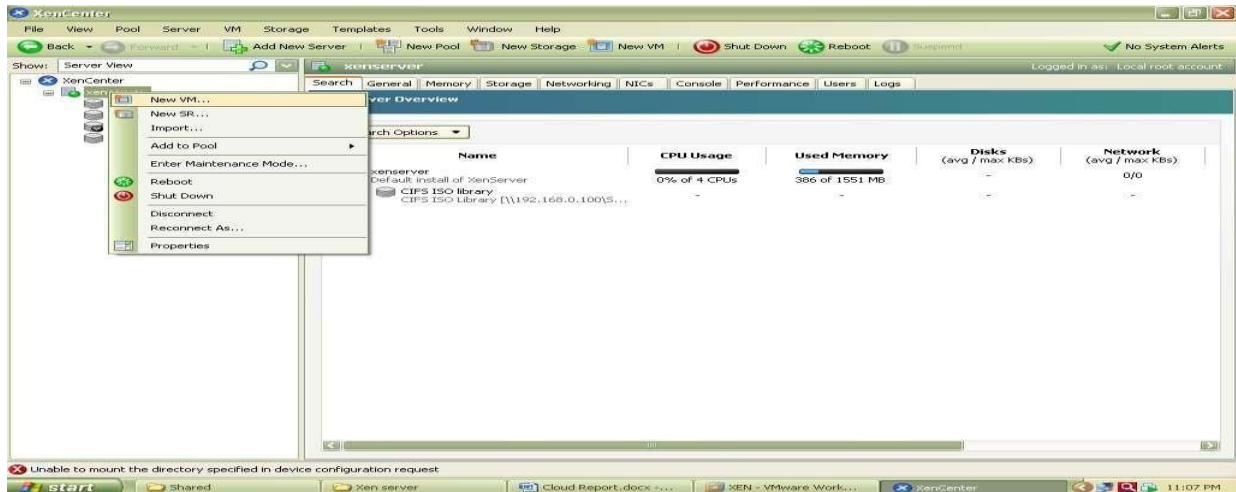 XenCenter
File View Pool Server VM Storage Templates Tools Window Help
Back Forward Add New Server New Pool New Storage New VM Shut Down Reboot Suspend No System Alerts
Show: Server View xenserver Logged in as: Local root account
XenCenter Search General Memory Storage Networking NICs Console Performance Users Logs
New VM... ver Overview
New SR...
Import... rch Options
Add to Pool
Name CPU Usage Used Memory Disks (avg / max KBs) Network (avg / max KBs)
Enter Maintenance Mode...
xenserver
Default install of XenServer 0% of 4 CPUs 386 of 1551 MB - 0/0
Reboot
CIFS ISO library - - - -
CIFS ISO Library [\\192.168.0.100\S...
Shut Down
Disconnect
Reconnect As...
Properties
Unable to mount the directory specified in device configuration request
start Shared Xen server Cloud Report.docx -... XEN - VMware Work... XenCenter 11:07 PM